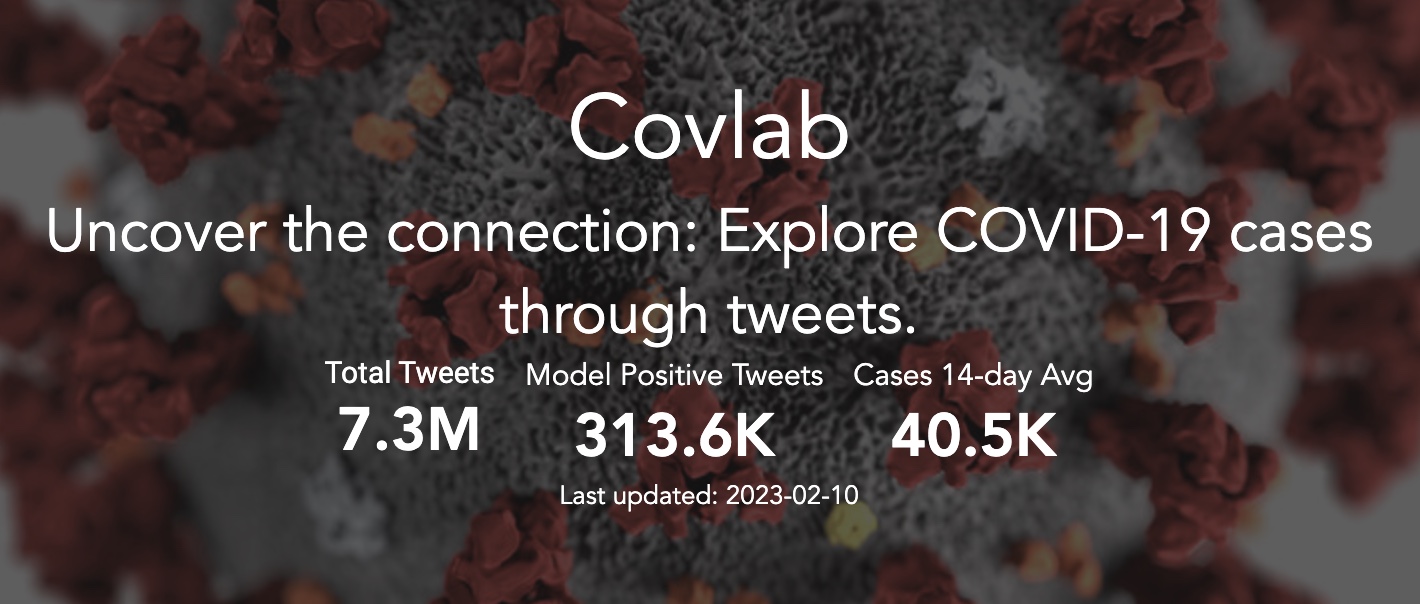 Covlab
Uncover the connection: Explore COVID-19 cases
through tweets.
Total Tweets Model Positive Tweets Cases 14-day Avg
7.3M 313.6K 40.5K
Last updated: 2023-02-10